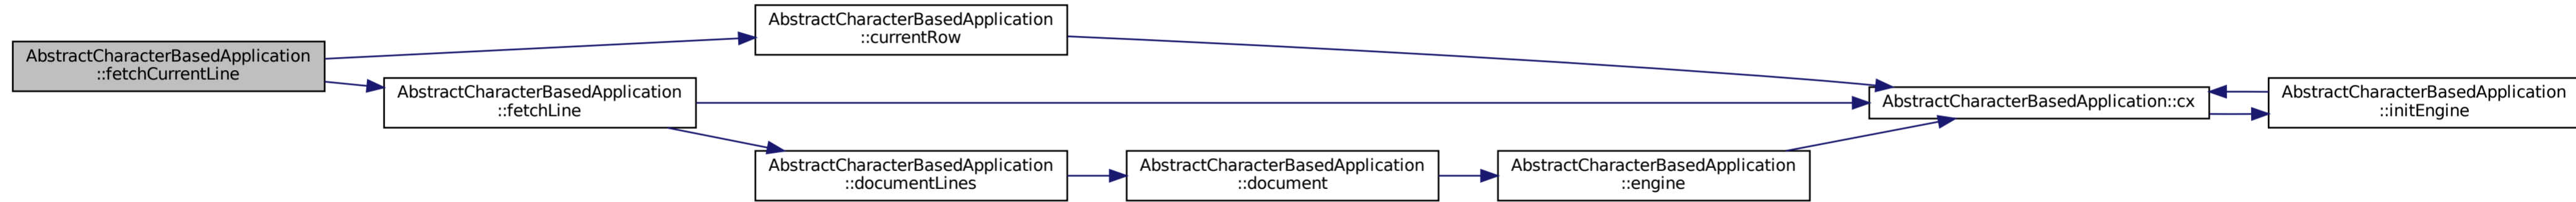 AbstractCharacterBasedApplication
::fetchCurrentLine
AbstractCharacterBasedApplication
::currentRow
AbstractCharacterBasedApplication
::fetchLine
AbstractCharacterBasedApplication
::documentLines
AbstractCharacterBasedApplication
::document
AbstractCharacterBasedApplication
::engine
AbstractCharacterBasedApplication::cx
AbstractCharacterBasedApplication
::initEngine